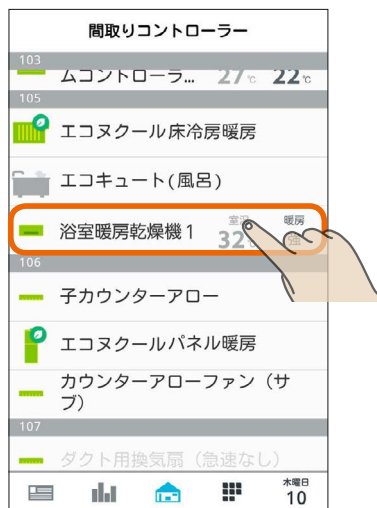 間取りコントローラー
103
ムコントローラ... 27℃ 22℃
105
エコヌクール床冷房暖房
エコキュート(風呂)
室温 暖房
浴室暖房乾燥機1 32 強
106
子カウンターアロー
エコヌクールパネル暖房
カウンターアローファン(サ
ブ)
107
ダクト用換気扇(急速なし)
木曜日
10